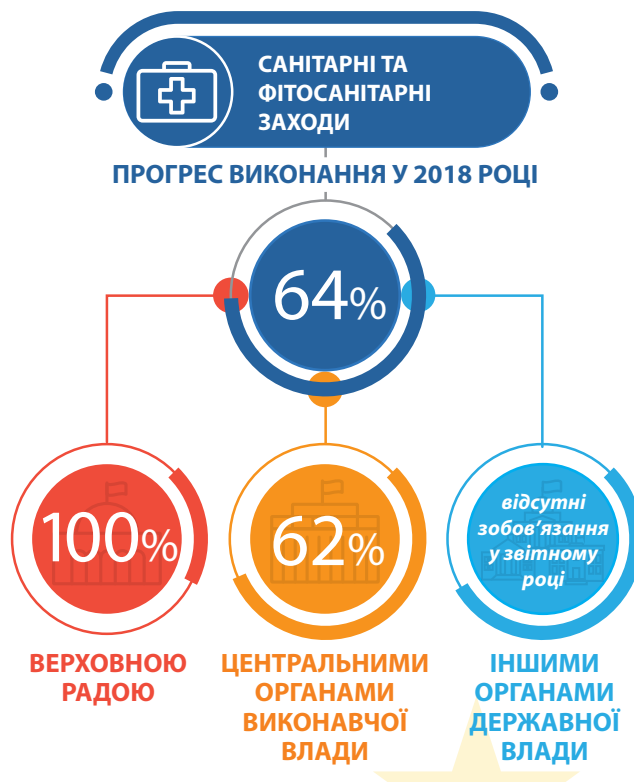 САНІТАРНІ ТА
ФІТОСАНІТАРНІ
ЗАХОДИ
ПРОГРЕС ВИКОНАННЯ У 2018 РОЦІ
64%
100%
ВЕРХОВНОЮ
РАДОЮ
62%
ЦЕНТРАЛЬНИМИ
ОРГАНАМИ
ВИКОНАВЧОЇ
ВЛАДИ
відсутні
зобов’язання
у звітному
році
ІНШИМИ
ОРГАНАМИ
ДЕРЖАВНОЇ
ВЛАДИ